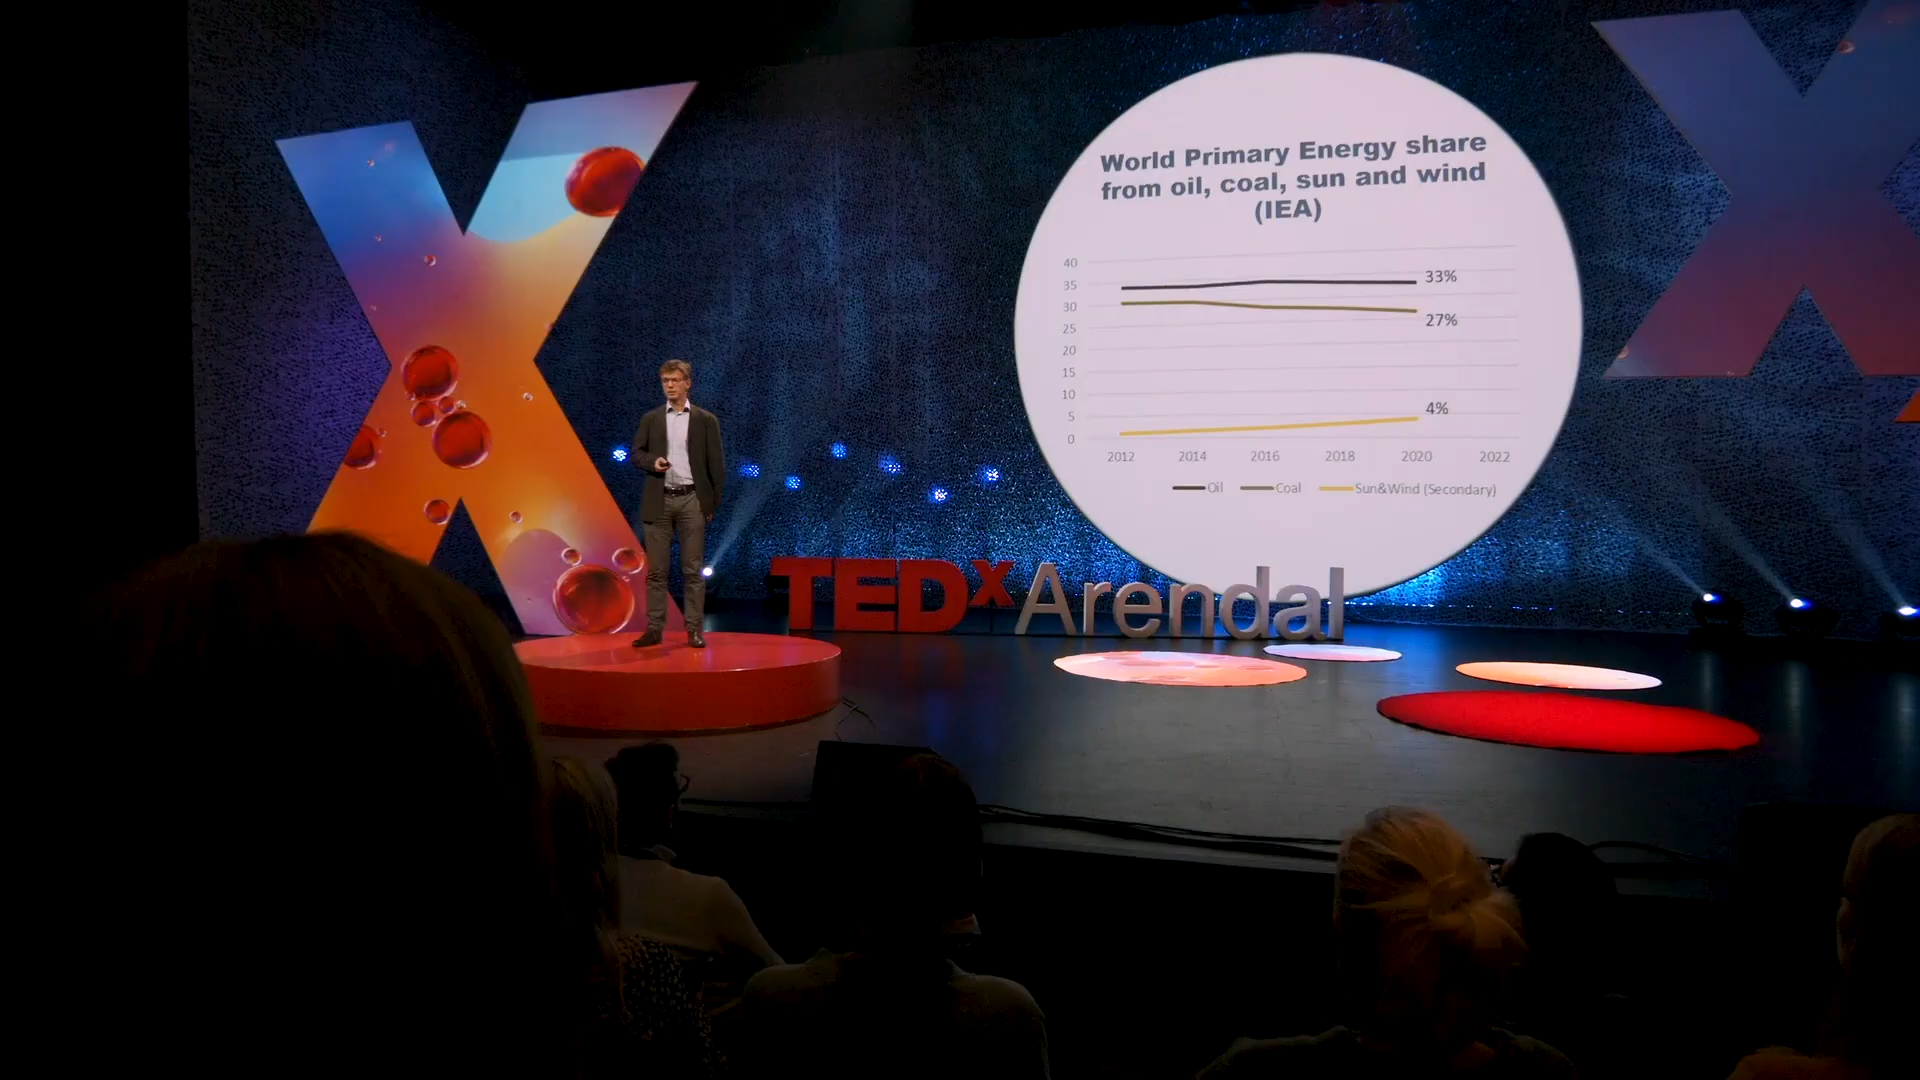 World Primary Energy share
from oil, coal, sun and wind
(IEA)
40
35
30
25
20
15
10
5
0
33%
27%
4%
2012 2014 2016 2018 2020 2022
Oil Coal Sun&Wind (Secondary)
TEDx Arendal